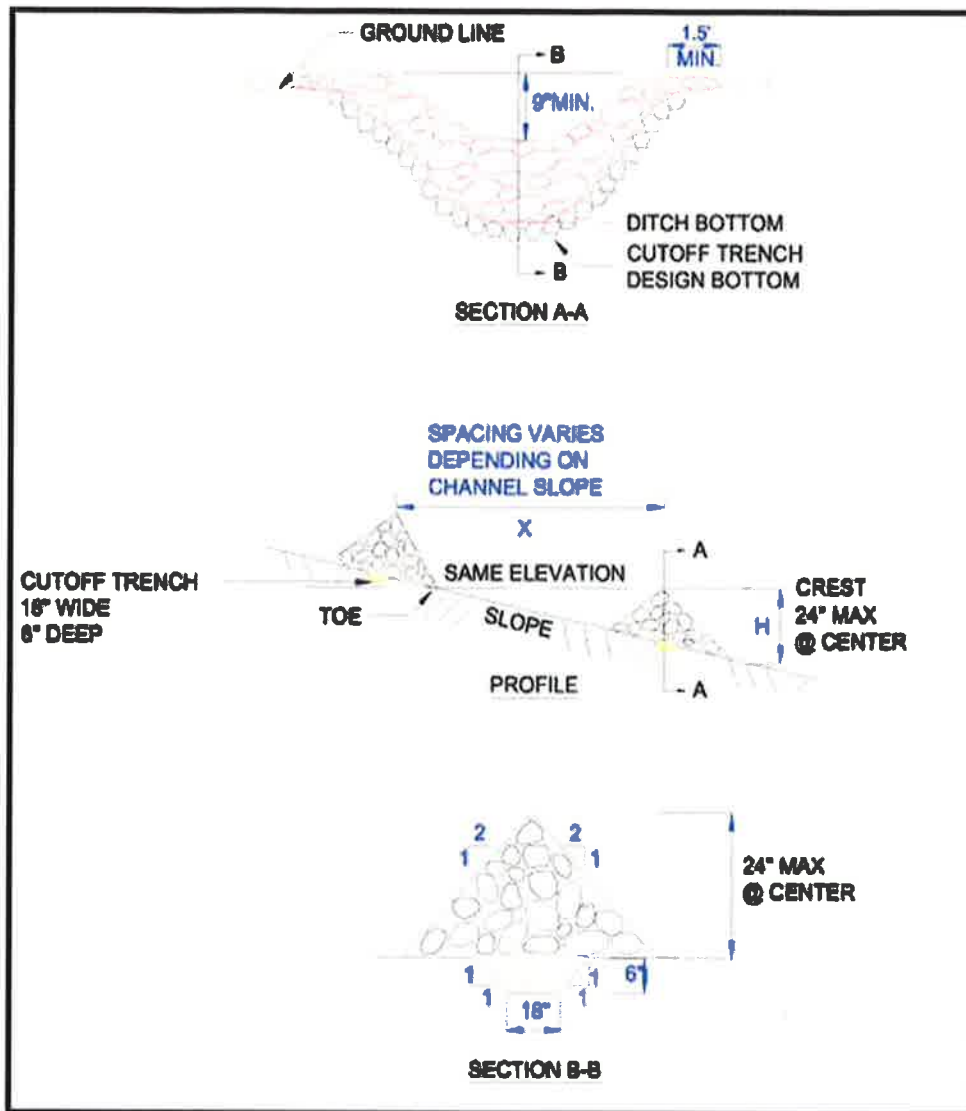 GROUND LINE
B
1.5'
MIN.
9" MIN.
DITCH BOTTOM
CUTOFF TRENCH
DESIGN BOTTOM
B
SECTION A-A
SPACING VARIES
DEPENDING ON
CHANNEL SLOPE
X
A
CUTOFF TRENCH
18" WIDE
6" DEEP
TOE
SAME ELEVATION
SLOPE
H
CREST
24" MAX
@ CENTER
PROFILE
A
2
1
2
1
24" MAX
@ CENTER
1
1
1
1
6"
18"
SECTION B-B